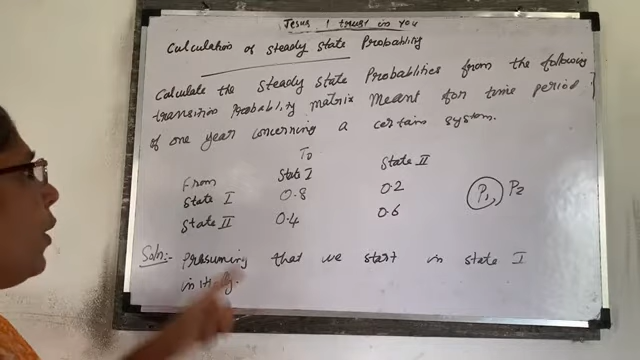 Jesus I trust in you
Calculation of steady state Probability
Calculate the steady state Probabilities from the following
transition Probability matrix meant for time period
of one year concerning a certain system.
To
From State I State II
State I 0.8 0.2
State II 0.4 0.6
P1, P2
Soln:- Presuming that we start in state I
initially.